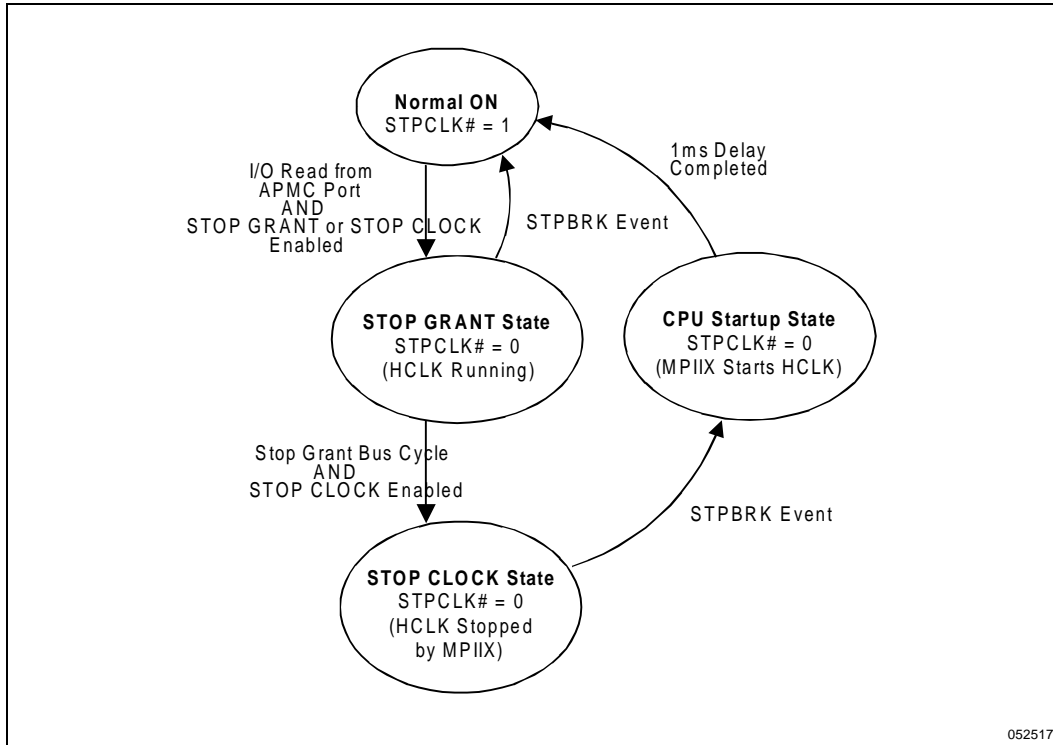 Normal ON
STPCLK# = 1
I/O Read from
APMC Port
AND
STOP GRANT or STOP CLOCK
Enabled
STPBRK Event
1ms Delay
Completed
STOP GRANT State
STPCLK# = 0
(HCLK Running)
CPU Startup State
STPCLK# = 0
(MPIIX Starts HCLK)
Stop Grant Bus Cycle
AND
STOP CLOCK Enabled
STPBRK Event
STOP CLOCK State
STPCLK# = 0
(HCLK Stopped
by MPIIX)
052517